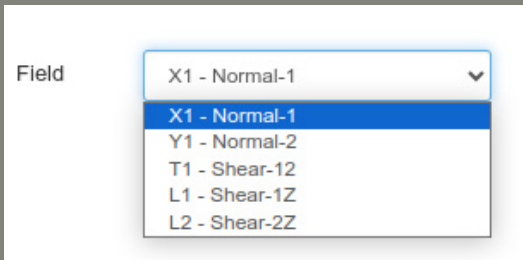 Field
X1 - Normal-1
X1 - Normal-1
Y1 - Normal-2
T1 - Shear-12
L1 - Shear-1Z
L2 - Shear-2Z